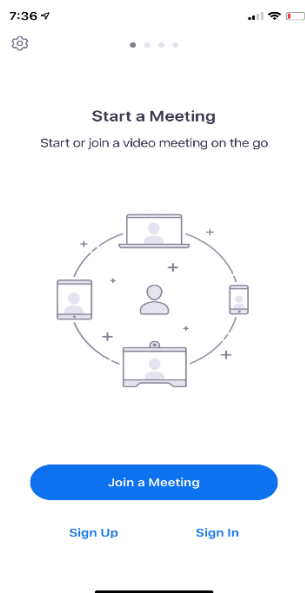 7:36
Start a Meeting
Start or join a video meeting on the go
Join a Meeting
Sign Up
Sign In